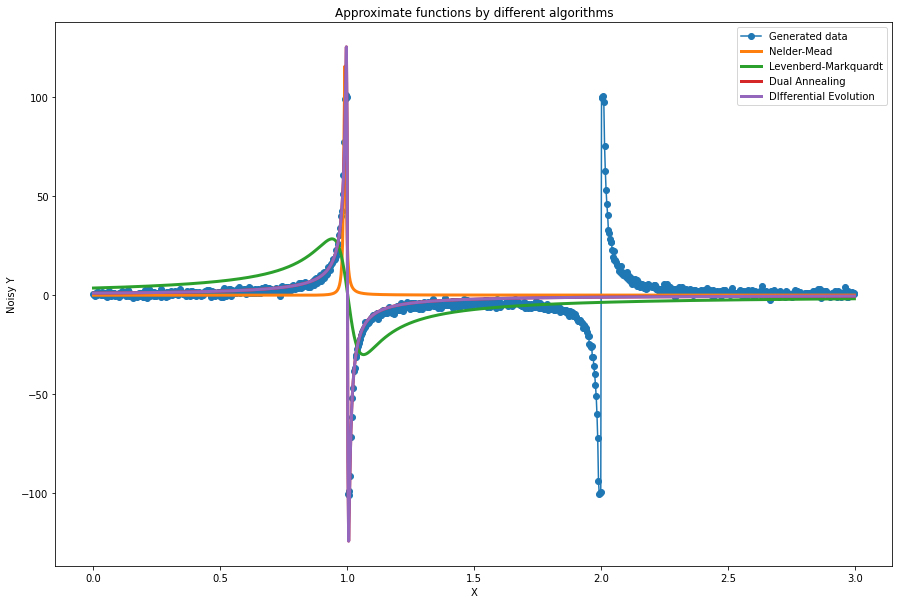 Approximate functions by different algorithms
Generated data
Nelder-Mead
Levenberd-Markquardt
Dual Annealing
DIfferential Evolution
Noisy Y
100
50
0
−50
−100
0.0 0.5 1.0 1.5 2.0 2.5 3.0
X